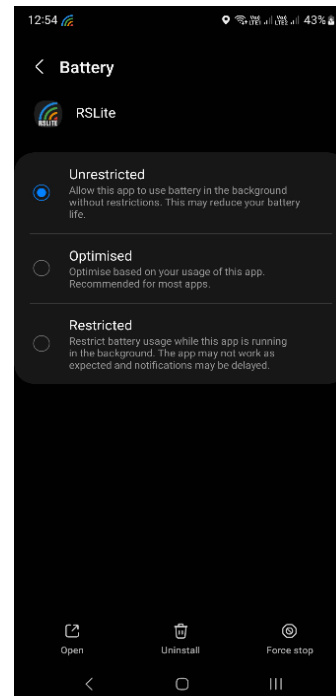 12:54 43%
Battery
RSLITE
RSLite
Unrestricted
Allow this app to use battery in the background
without restrictions. This may reduce your battery
life.
Optimised
Optimise based on your usage of this app.
Recommended for most apps.
Restricted
Restrict battery usage while this app is running
in the background. The app may not work as
expected and notifications may be delayed.
Open Uninstall Force stop